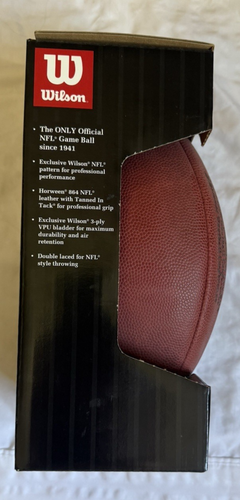 W
Wilson.
• The ONLY Official
NFL® Game Ball
since 1941
• Exclusive Wilson® NFL®
pattern for professional
performance
• Horween® 864 NFL®
leather with Tanned In
Tack® for professional grip
• Exclusive Wilson® 3-ply
VPU bladder for maximum
durability and air
retention
• Double laced for NFL®
style throwing